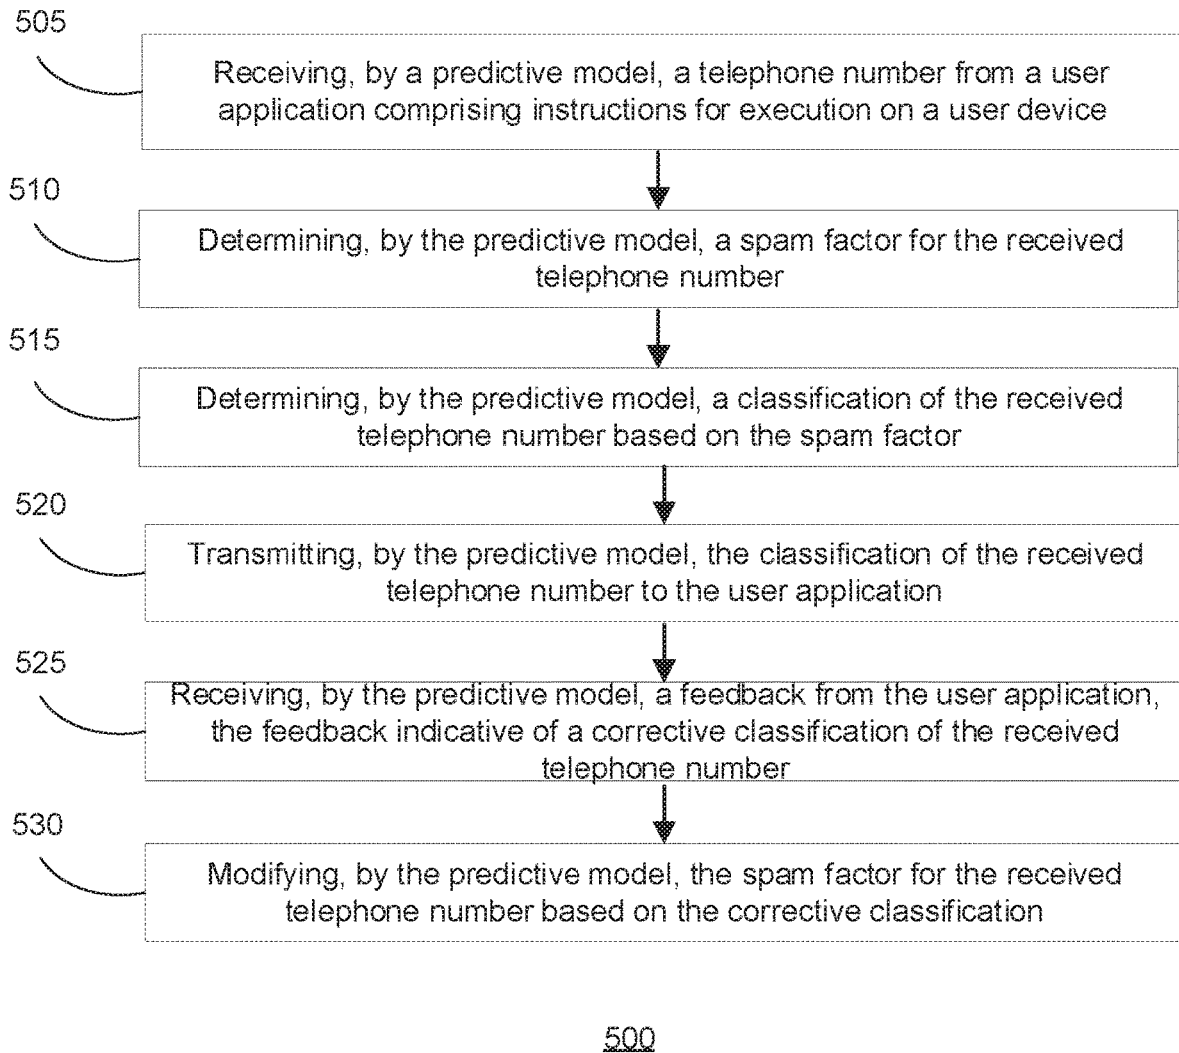 505
Receiving, by a predictive model, a telephone number from a user
application comprising instructions for execution on a user device
510
Determining, by the predictive model, a spam factor for the received
telephone number
515
Determining, by the predictive model, a classification of the received
telephone number based on the spam factor
520
Transmitting, by the predictive model, the classification of the received
telephone number to the user application
525
Receiving, by the predictive model, a feedback from the user application,
the feedback indicative of a corrective classification of the received
telephone number
530
Modifying, by the predictive model, the spam factor for the received
telephone number based on the corrective classification
500